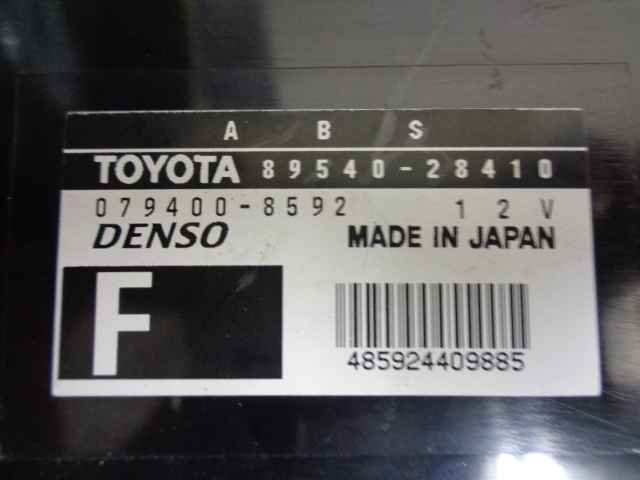 A B S
TOYOTA 89540-28410
079400-8592 12V
DENSO MADE IN JAPAN
F
485924409885